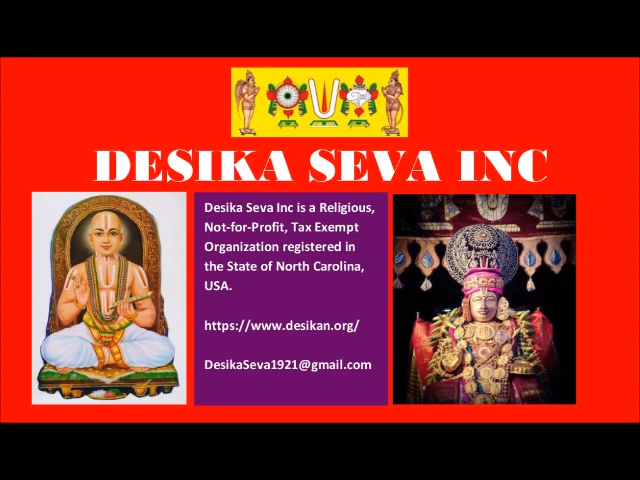 DESIKA SEVA INC
Desika Seva Inc is a Religious,
Not-for-Profit, Tax Exempt
Organization registered in
the State of North Carolina,
USA.
https://www.desikan.org/
DesikaSeva1921@gmail.com